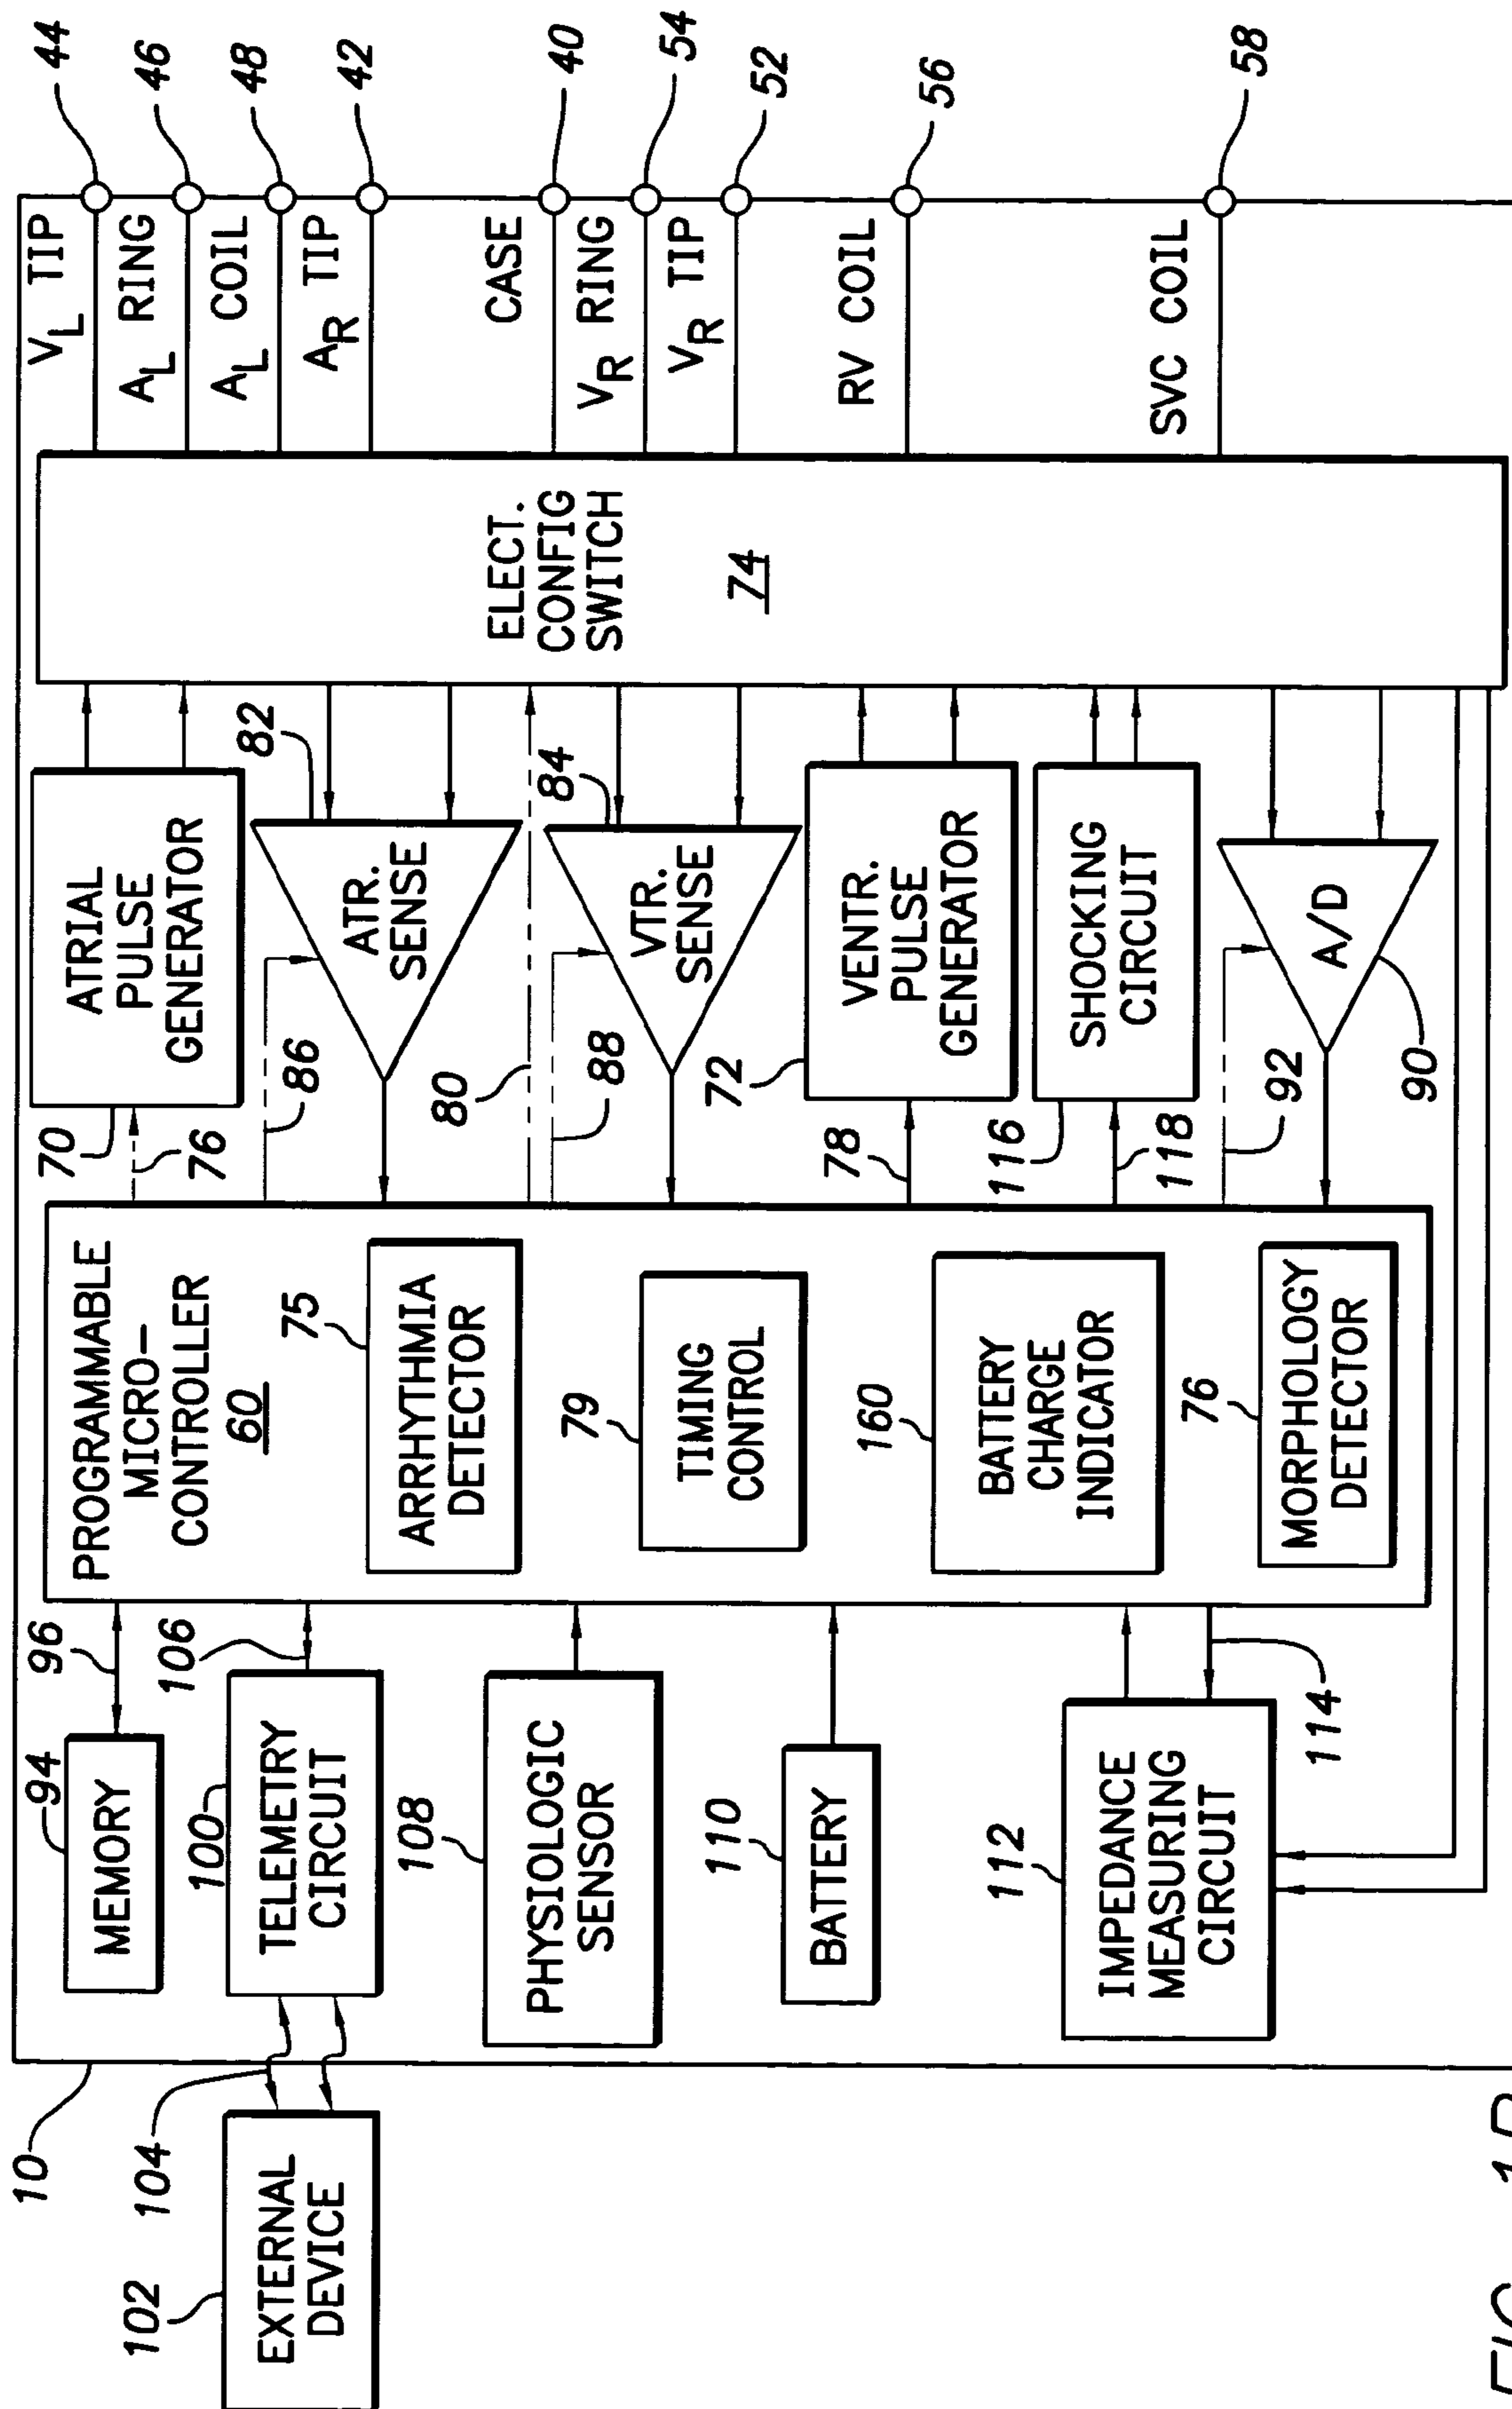 10
44
46
48
42
40
54
52
56
58
V_L TIP
A_L RING
A_L COIL
A_R TIP
CASE
V_R RING
V_R TIP
RV COIL
SVC COIL
ELECT.
CONFIG
SWITCH
74
ATRIAL
PULSE
GENERATOR
70
76
82
ATR.
SENSE
86
80
84
VTR.
SENSE
88
72
VENTR.
PULSE
GENERATOR
78
116
SHOCKING
CIRCUIT
118
92
A/D
90
PROGRAMMABLE
MICRO-
CONTROLLER
60
75
ARRHYTHMIA
DETECTOR
79
TIMING
CONTROL
160
BATTERY
CHARGE
INDICATOR
76
MORPHOLOGY
DETECTOR
96
94
MEMORY
106
100
TELEMETRY
CIRCUIT
108
PHYSIOLOGIC
SENSOR
110
BATTERY
112
IMPEDANCE
MEASURING
CIRCUIT
114
104
102
EXTERNAL
DEVICE